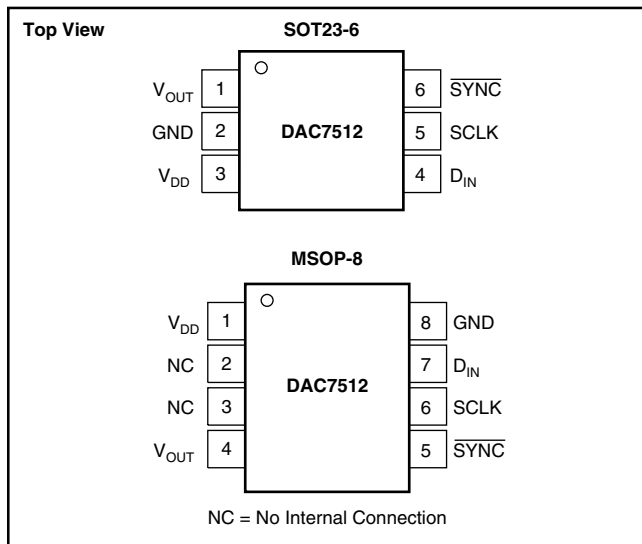 Top View
SOT23-6
V_OUT 1
GND 2
V_DD 3
DAC7512
6 S̅Y̅N̅C̅
5 SCLK
4 D_IN
MSOP-8
V_DD 1
NC 2
NC 3
V_OUT 4
DAC7512
8 GND
7 D_IN
6 SCLK
5 S̅Y̅N̅C̅
NC = No Internal Connection